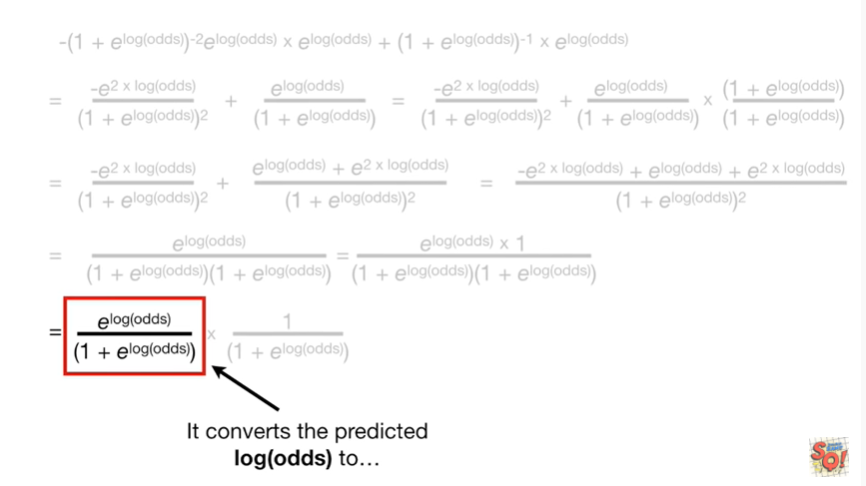 -(1 + e^log(odds))^-2 e^log(odds) x e^log(odds) + (1 + e^log(odds))^-1 x e^log(odds)
= -e^2 x log(odds) / (1 + e^log(odds))^2 + e^log(odds) / (1 + e^log(odds)) = -e^2 x log(odds) / (1 + e^log(odds))^2 + e^log(odds) / (1 + e^log(odds)) x (1 + e^log(odds)) / (1 + e^log(odds))
= -e^2 x log(odds) / (1 + e^log(odds))^2 + e^log(odds) + e^2 x log(odds) / (1 + e^log(odds))^2 = -e^2 x log(odds) + e^log(odds) + e^2 x log(odds) / (1 + e^log(odds))^2
= e^log(odds) / (1 + e^log(odds))(1 + e^log(odds)) = e^log(odds) x 1 / (1 + e^log(odds))(1 + e^log(odds))
= e^log(odds) / (1 + e^log(odds)) x 1 / (1 + e^log(odds))
It converts the predicted
log(odds) to…
SQ!